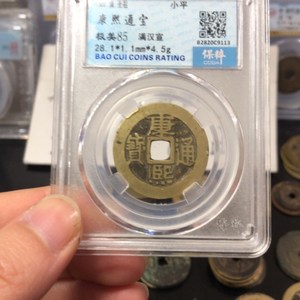 小平
康熙通宝
极美85 满汉宣
28.1*1.1mm*4.5g
BAO CUI COINS RATING
保粹
康熙通寶